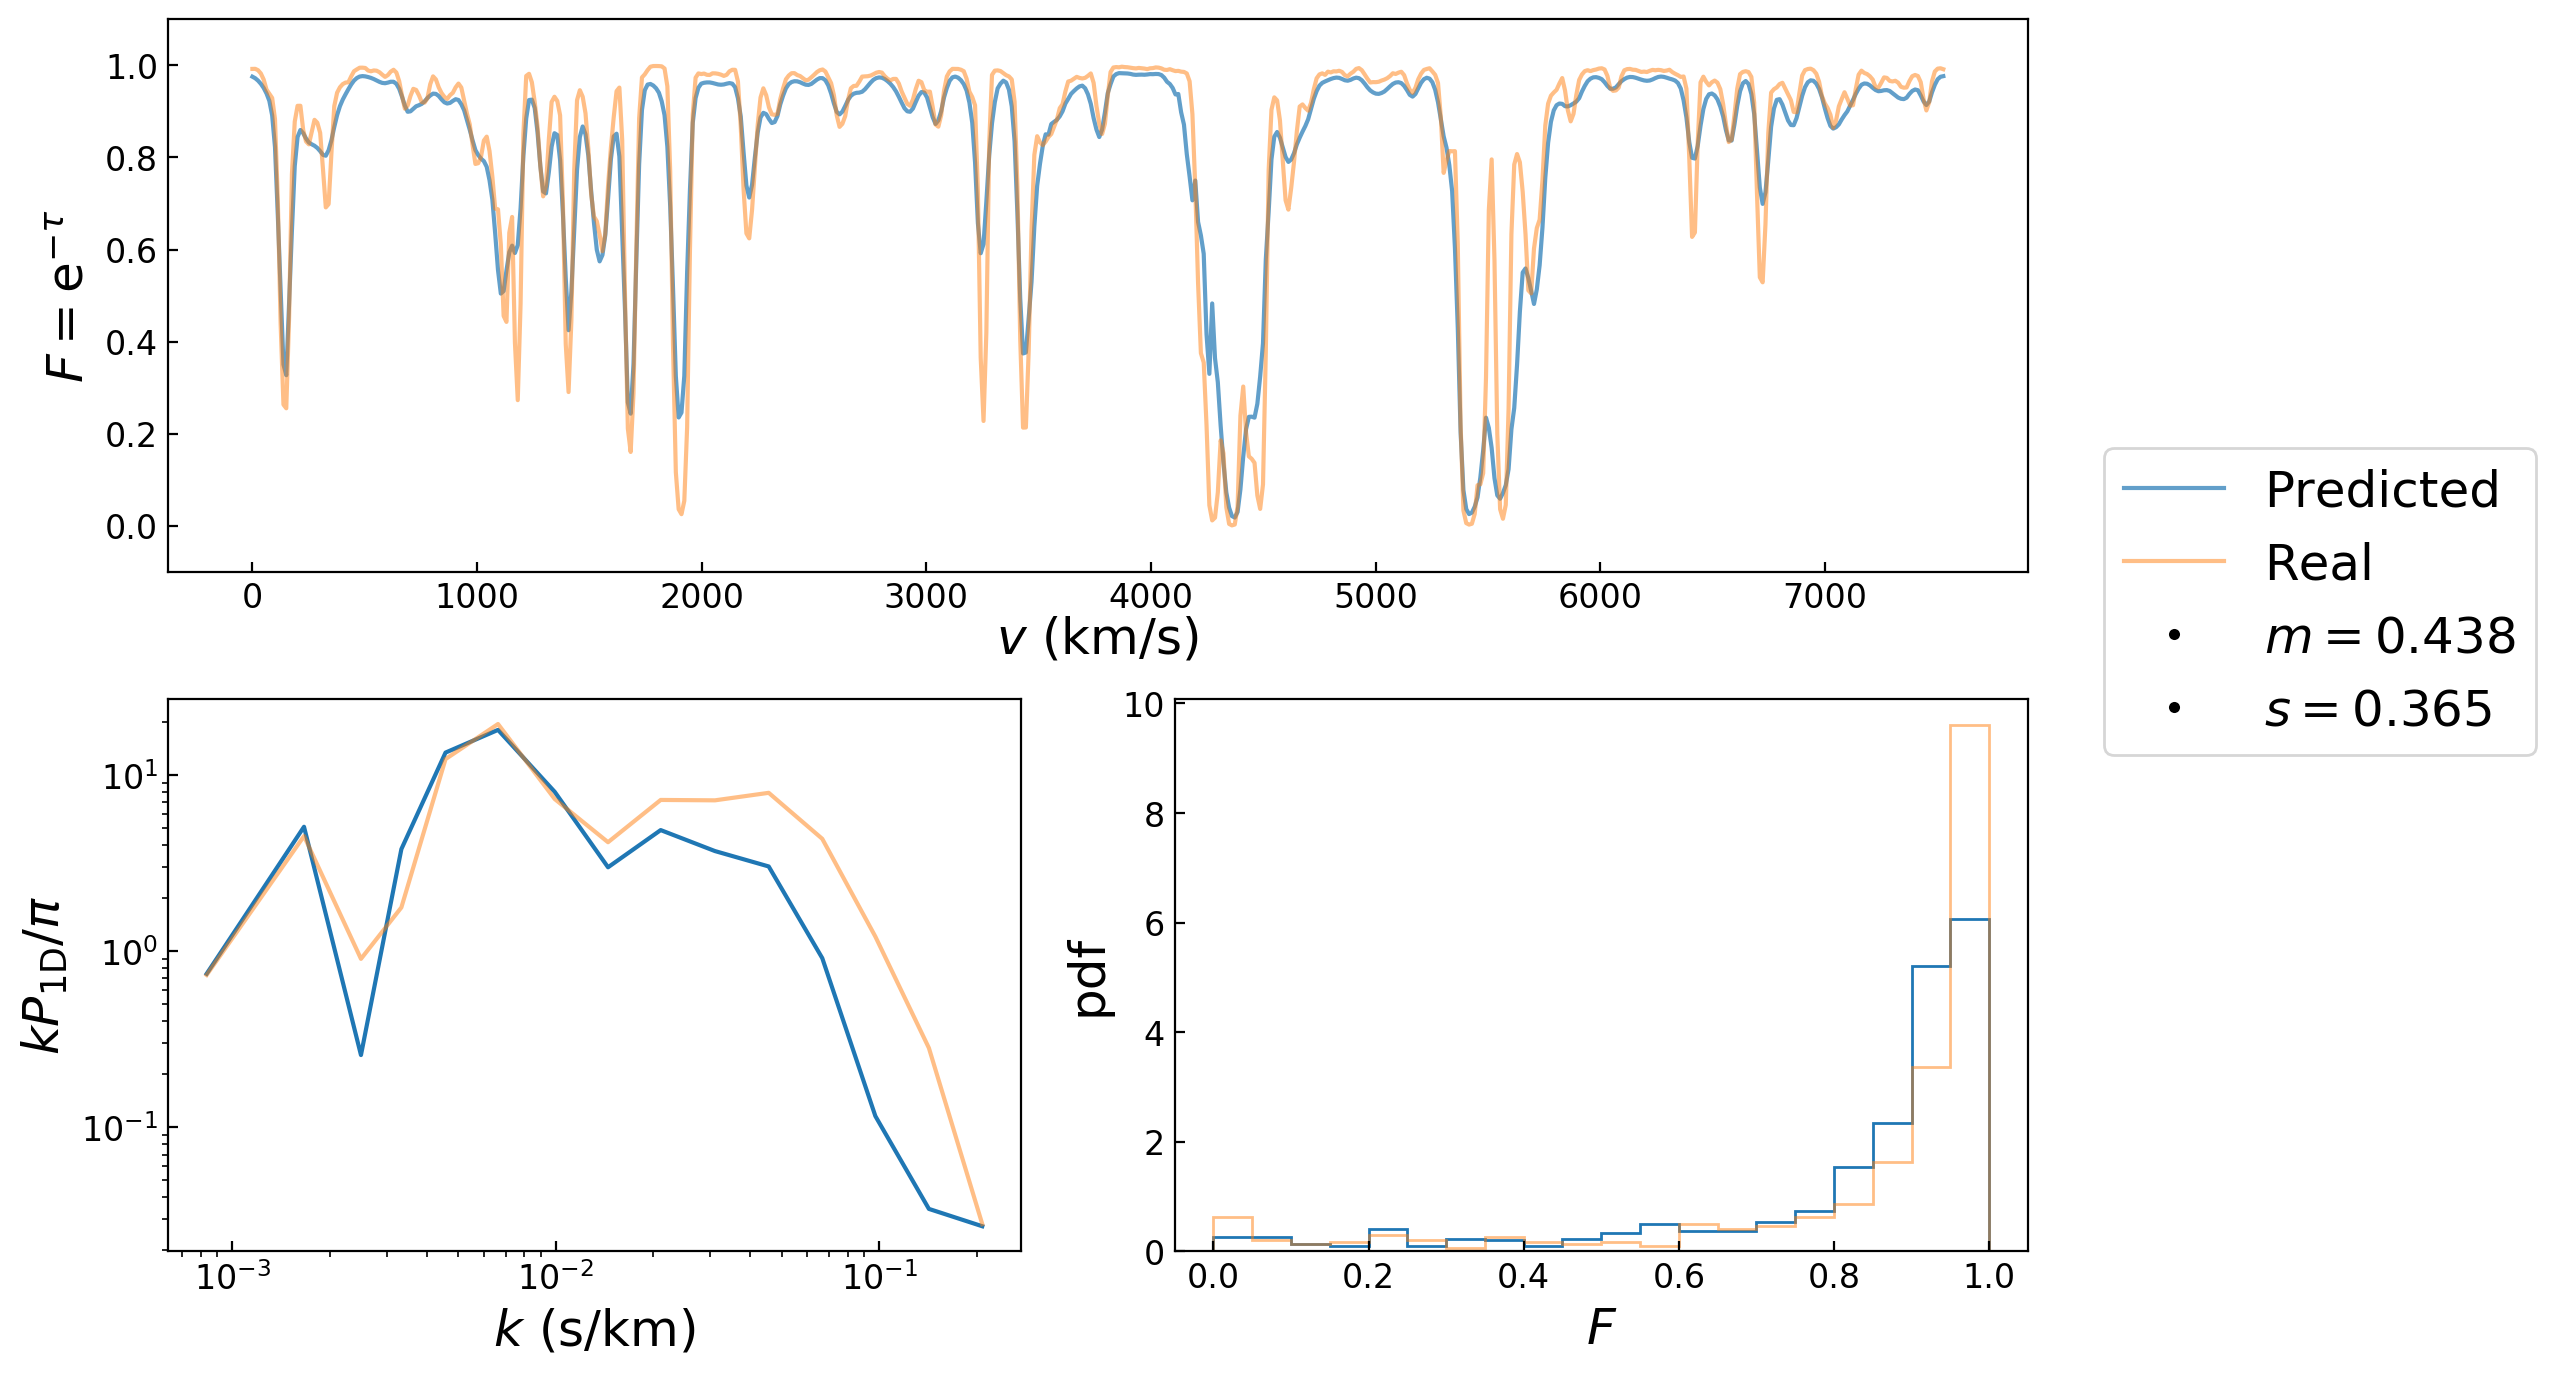 1.0
0.8
0.6
0.4
0.2
0.0
F = e^{−τ}
0 1000 2000 3000 4000 5000 6000 7000
v (km/s)
Predicted
Real
m = 0.438
s = 0.365
10^1
10^0
10^{−1}
kP_{1D}/π
10^{−3} 10^{−2} 10^{−1}
k (s/km)
10
8
6
4
2
0
pdf
0.0 0.2 0.4 0.6 0.8 1.0
F